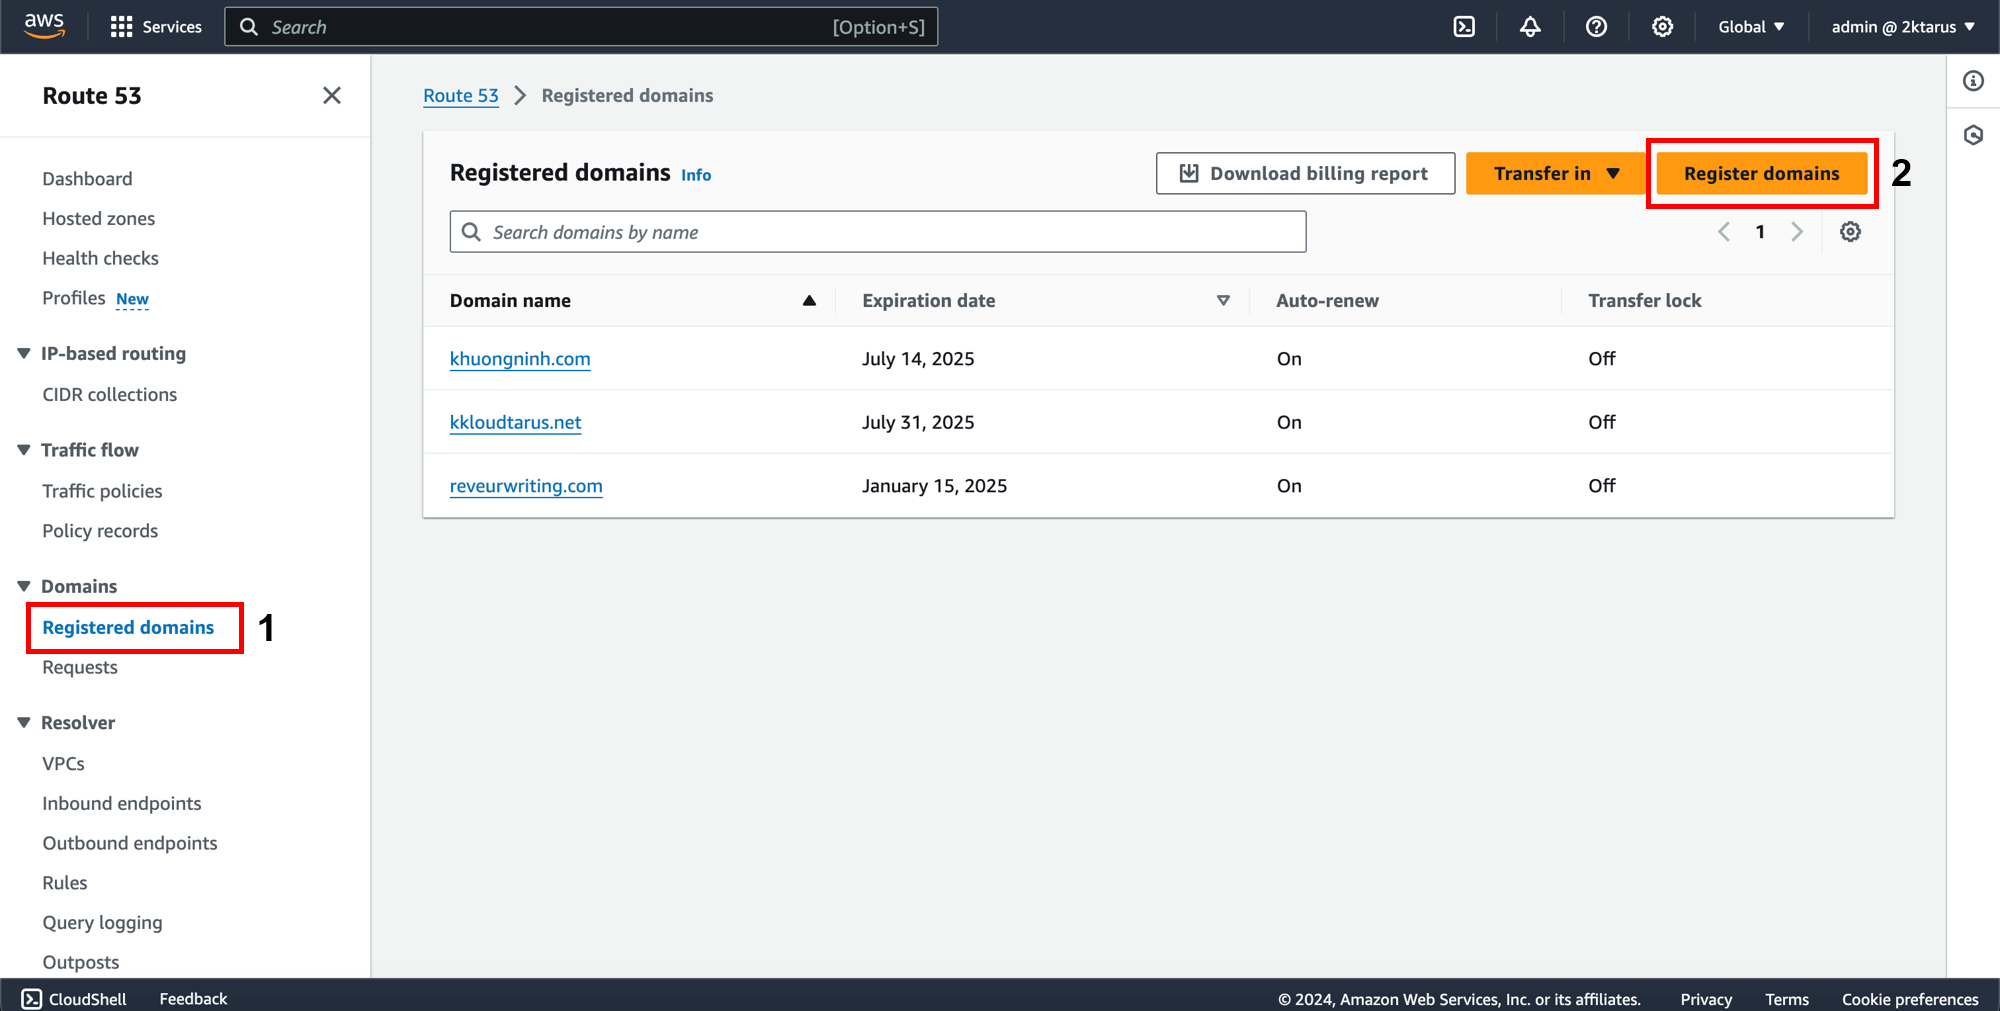 aws
Services
Search
[Option+S]
Global
admin @ 2ktarus
Route 53
Dashboard
Hosted zones
Health checks
Profiles New
IP-based routing
CIDR collections
Traffic flow
Traffic policies
Policy records
Domains
Registered domains 1
Requests
Resolver
VPCs
Inbound endpoints
Outbound endpoints
Rules
Query logging
Outposts
Route 53 > Registered domains
Registered domains Info
Download billing report
Transfer in
Register domains 2
Search domains by name
1
Domain name Expiration date Auto-renew Transfer lock
khuongninh.com July 14, 2025 On Off
kkloudtarus.net July 31, 2025 On Off
reveurwriting.com January 15, 2025 On Off
CloudShell Feedback © 2024, Amazon Web Services, Inc. or its affiliates. Privacy Terms Cookie preferences